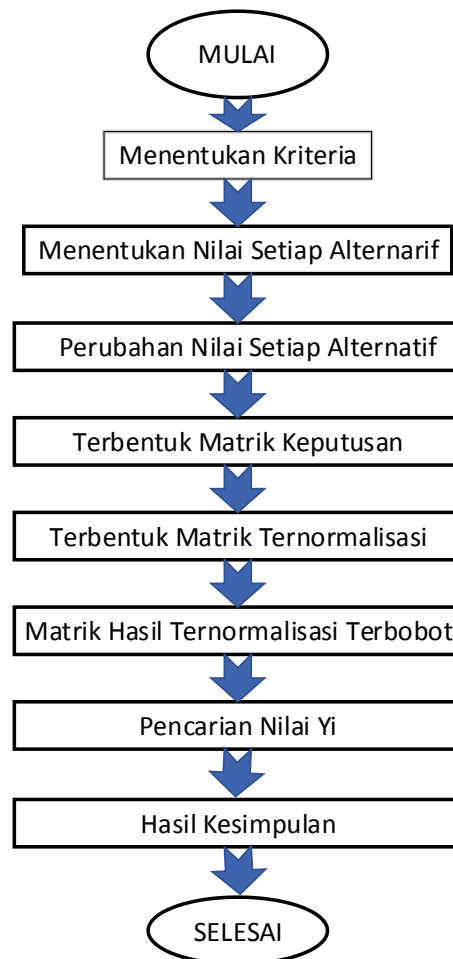 MULAI
Menentukan Kriteria
Menentukan Nilai Setiap Alternarif
Perubahan Nilai Setiap Alternatif
Terbentuk Matrik Keputusan
Terbentuk Matrik Ternormalisasi
Matrik Hasil Ternormalisasi Terbobot
Pencarian Nilai Yi
Hasil Kesimpulan
SELESAI